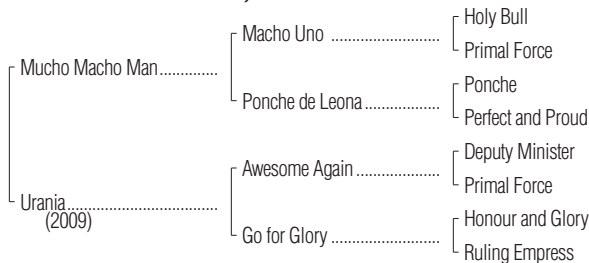 Holy Bull
Macho Uno ..................
Primal Force
Mucho Macho Man.............
Ponche
Ponche de Leona................
Perfect and Proud
Deputy Minister
Awesome Again ..................
Primal Force
Urania.................................
(2009)
Honour and Glory
Go for Glory .......................
Ruling Empress